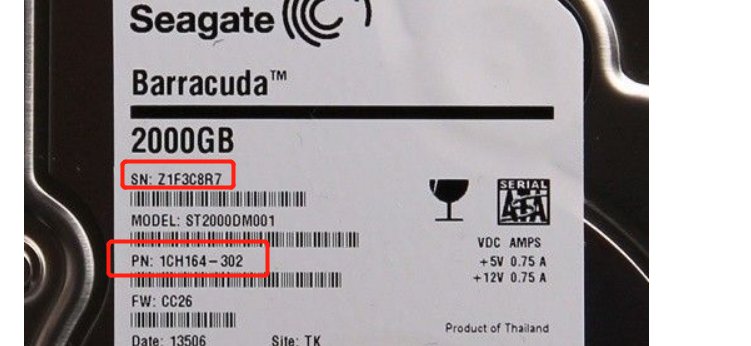 Seagate
Barracuda™
2000GB
SN: Z1F3C8R7
MODEL: ST2000DM001
PN: 1CH164-302
FW: CC26
Date: 13506 Site: TK
SERIAL
ATA
VDC AMPS
+5V 0.75 A
+12V 0.75 A
Product of Thailand